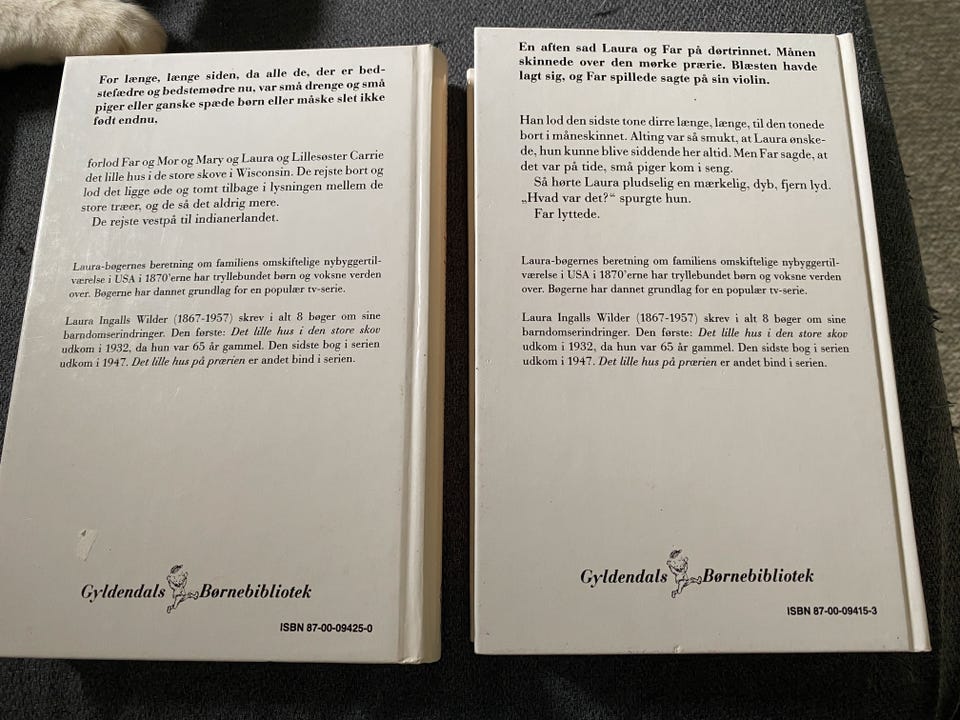 For længe, længe siden, da alle de, der er bed-
stefædre og bedstemødre nu, var små drenge og små
piger eller ganske spæde børn eller måske slet ikke
født endnu,
forlod Far og Mor og Mary og Laura og Lillesøster Carrie
det lille hus i de store skove i Wisconsin. De rejste bort og
lod det ligge øde og tomt tilbage i lysningen mellem de
store træer, og de så det aldrig mere.
De rejste vestpå til indianerlandet.
Laura-bøgernes beretning om familiens omskiftelige nybyggertil-
værelse i USA i 1870'erne har tryllebundet børn og voksne verden
over. Bøgerne har dannet grundlag for en populær tv-serie.
Laura Ingalls Wilder (1867-1957) skrev i alt 8 bøger om sine
barndomserindringer. Den første: Det lille hus i den store skov
udkom i 1932, da hun var 65 år gammel. Den sidste bog i serien
udkom i 1947. Det lille hus på prærien er andet bind i serien.
Gyldendals Børnebibliotek
ISBN 87-00-09425-0
En aften sad Laura og Far på dørtrinnet. Månen
skinnede over den mørke prærie. Blæsten havde
lagt sig, og Far spillede sagte på sin violin.
Han lod den sidste tone dirre længe, længe, til den tonede
bort i måneskinnet. Alting var så smukt, at Laura ønske-
de, hun kunne blive siddende her altid. Men Far sagde, at
det var på tide, små piger kom i seng.
Så hørte Laura pludselig en mærkelig, dyb, fjern lyd.
„Hvad var det?“ spurgte hun.
Far lyttede.
Laura-bøgernes beretning om familiens omskiftelige nybyggertil-
værelse i USA i 1870'erne har tryllebundet børn og voksne verden
over. Bøgerne har dannet grundlag for en populær tv-serie.
Laura Ingalls Wilder (1867-1957) skrev i alt 8 bøger om sine
barndomserindringer. Den første: Det lille hus i den store skov
udkom i 1932, da hun var 65 år gammel. Den sidste bog i serien
udkom i 1947. Det lille hus på prærien er andet bind i serien.
Gyldendals Børnebibliotek
ISBN 87-00-09415-3